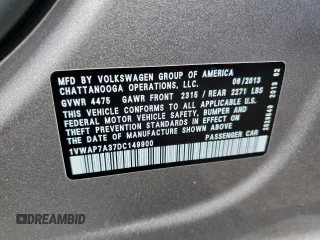 MFD. BY VOLKSWAGEN GROUP OF AMERICA
CHATTANOOGA OPERATIONS, LLC. 06/2013
GVWR 4475 GAWR FRONT 2315 / REAR 2271 LBS
THIS VEHICLE CONFORMS TO ALL APPLICABLE U.S.
FEDERAL MOTOR VEHICLE SAFETY, BUMPER AND
THEFT PREVENTION STANDARDS IN EFFECT ON THE
DATE OF MANUFACTURE SHOWN ABOVE.
1VWAP7A37DC149900 PASSENGER CAR
2013 02
DREAMBID